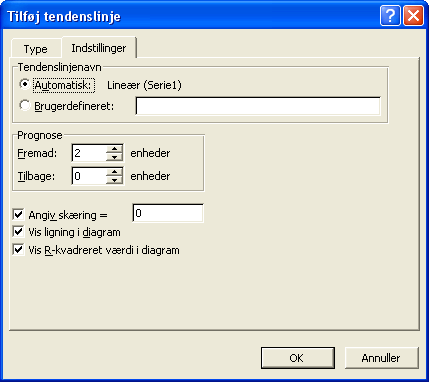 Tilføj tendenslinje
Type Indstillinger
Tendenslinjenavn
Automatisk: Lineær (Serie1)
Brugerdefineret:
Prognose
Fremad: 2 enheder
Tilbage: 0 enheder
Angiv skæring = 0
Vis ligning i diagram
Vis R-kvadreret værdi i diagram
OK Annuller